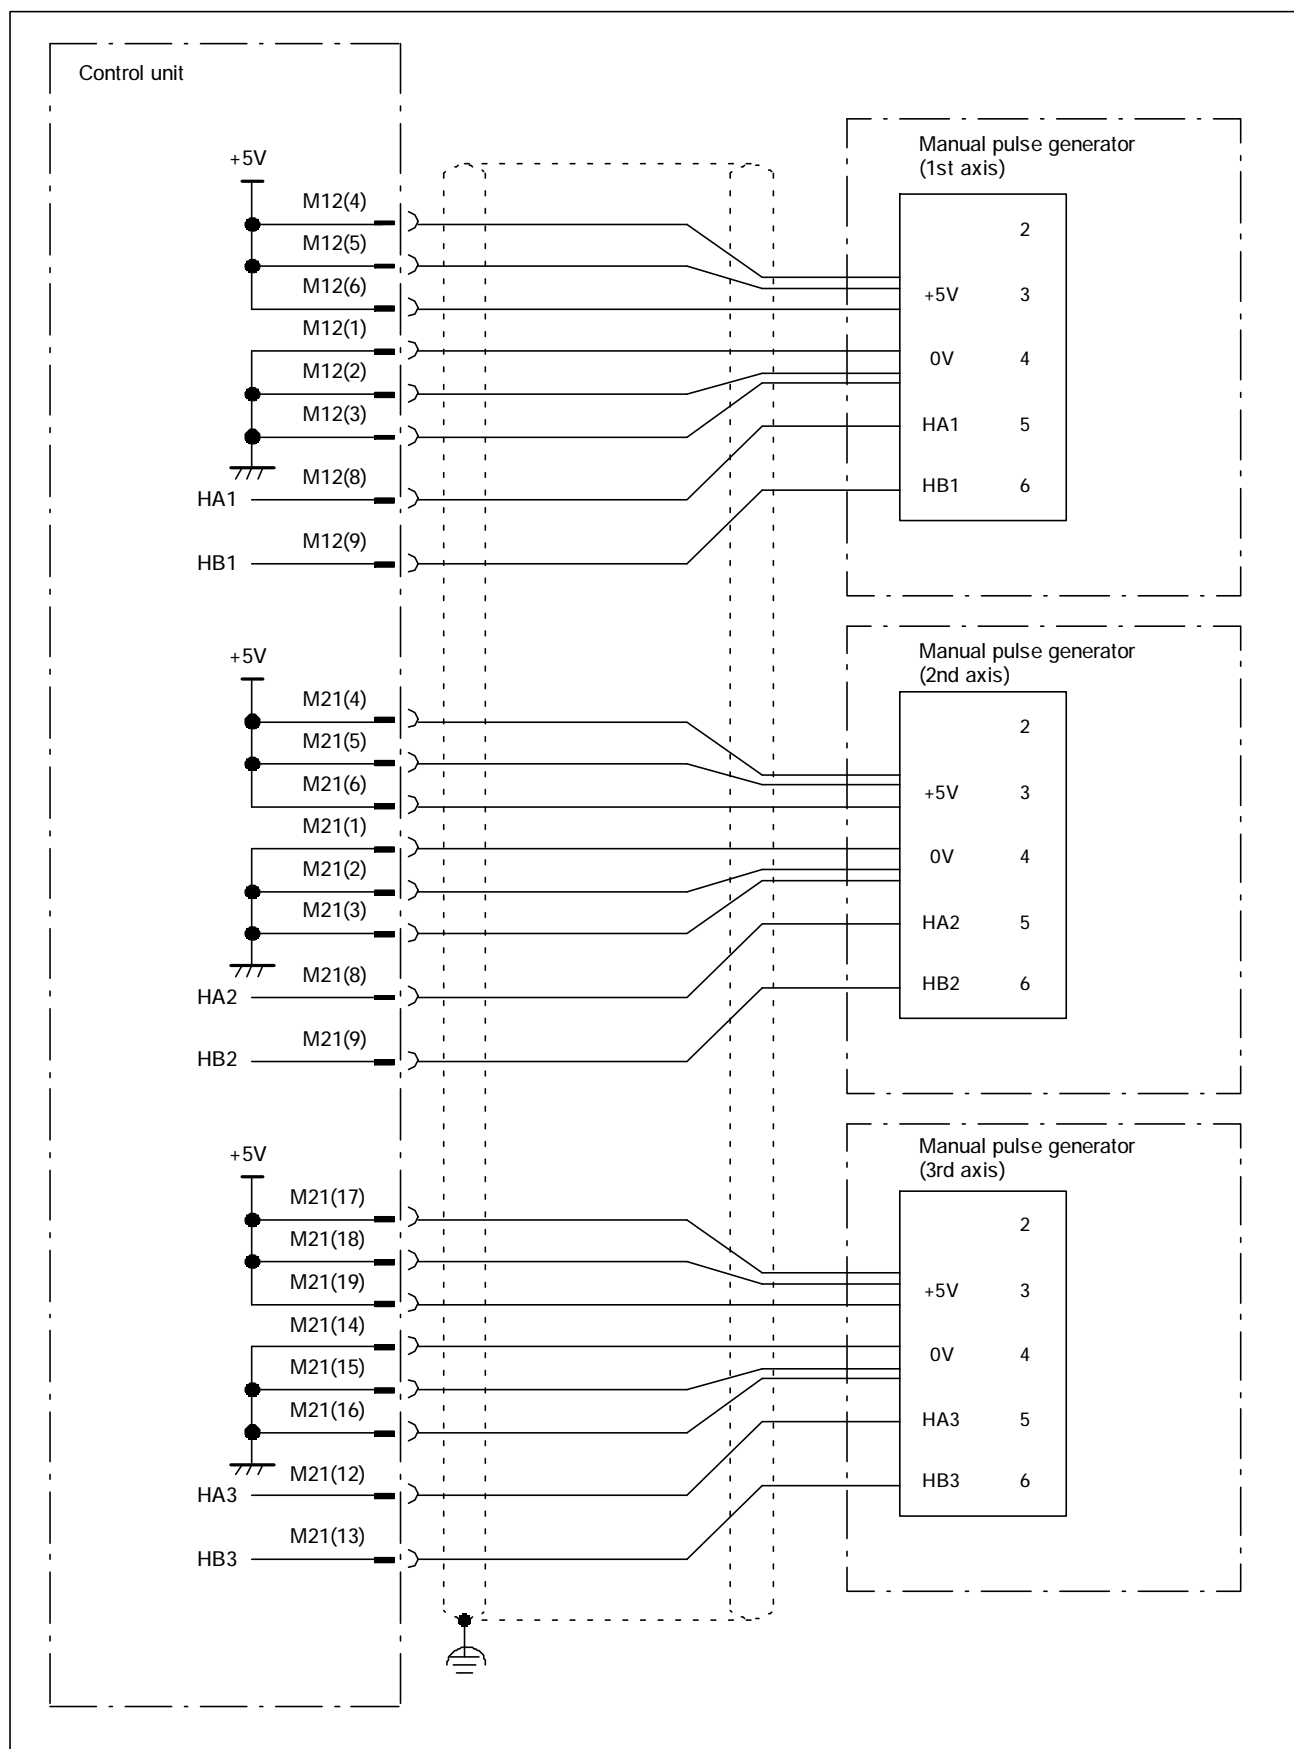 Control unit
+5V
M12(4)
M12(5)
M12(6)
M12(1)
M12(2)
M12(3)
M12(8)
HA1
M12(9)
HB1
Manual pulse generator
(1st axis)
2
+5V 3
0V 4
HA1 5
HB1 6
+5V
M21(4)
M21(5)
M21(6)
M21(1)
M21(2)
M21(3)
M21(8)
HA2
M21(9)
HB2
Manual pulse generator
(2nd axis)
2
+5V 3
0V 4
HA2 5
HB2 6
+5V
M21(17)
M21(18)
M21(19)
M21(14)
M21(15)
M21(16)
M21(12)
HA3
M21(13)
HB3
Manual pulse generator
(3rd axis)
2
+5V 3
0V 4
HA3 5
HB3 6